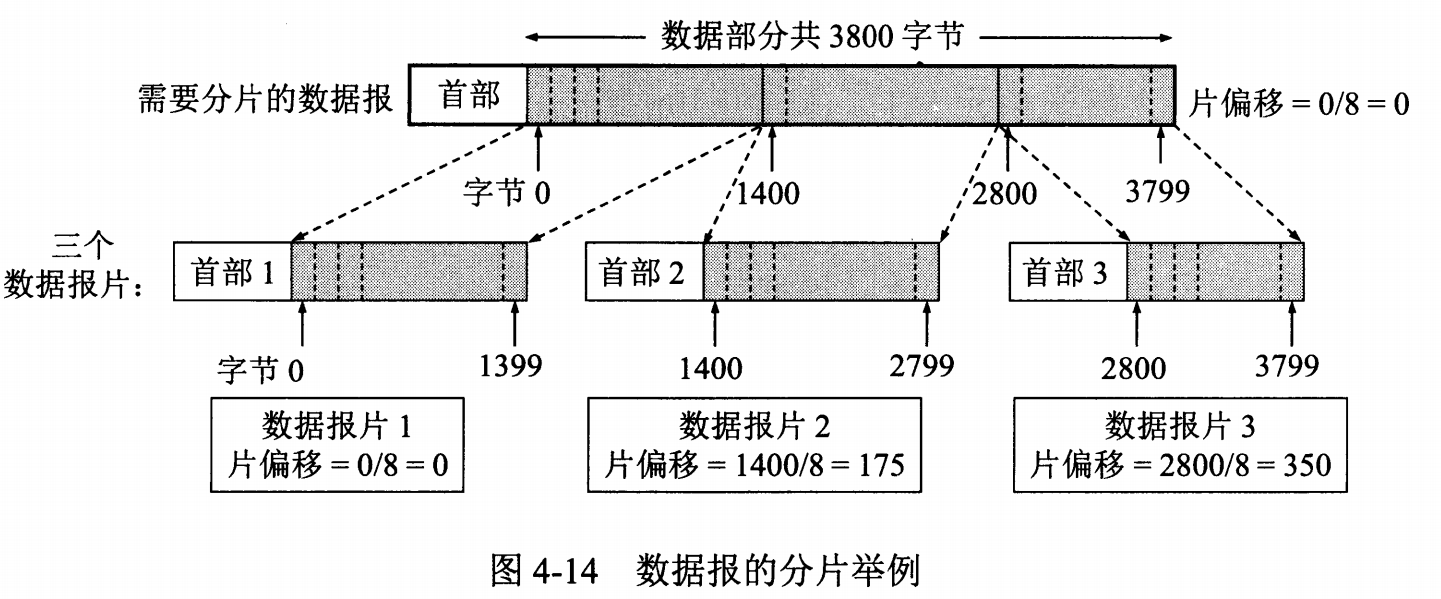 数据部分共 3800 字节
需要分片的数据报
首部
片偏移 = 0/8 = 0
字节 0
1400
2800
3799
三个
数据报片：
首部 1
首部 2
首部 3
字节 0
1399
1400
2799
2800
3799
数据报片 1
片偏移 = 0/8 = 0
数据报片 2
片偏移 = 1400/8 = 175
数据报片 3
片偏移 = 2800/8 = 350
图 4-14 数据报的分片举例